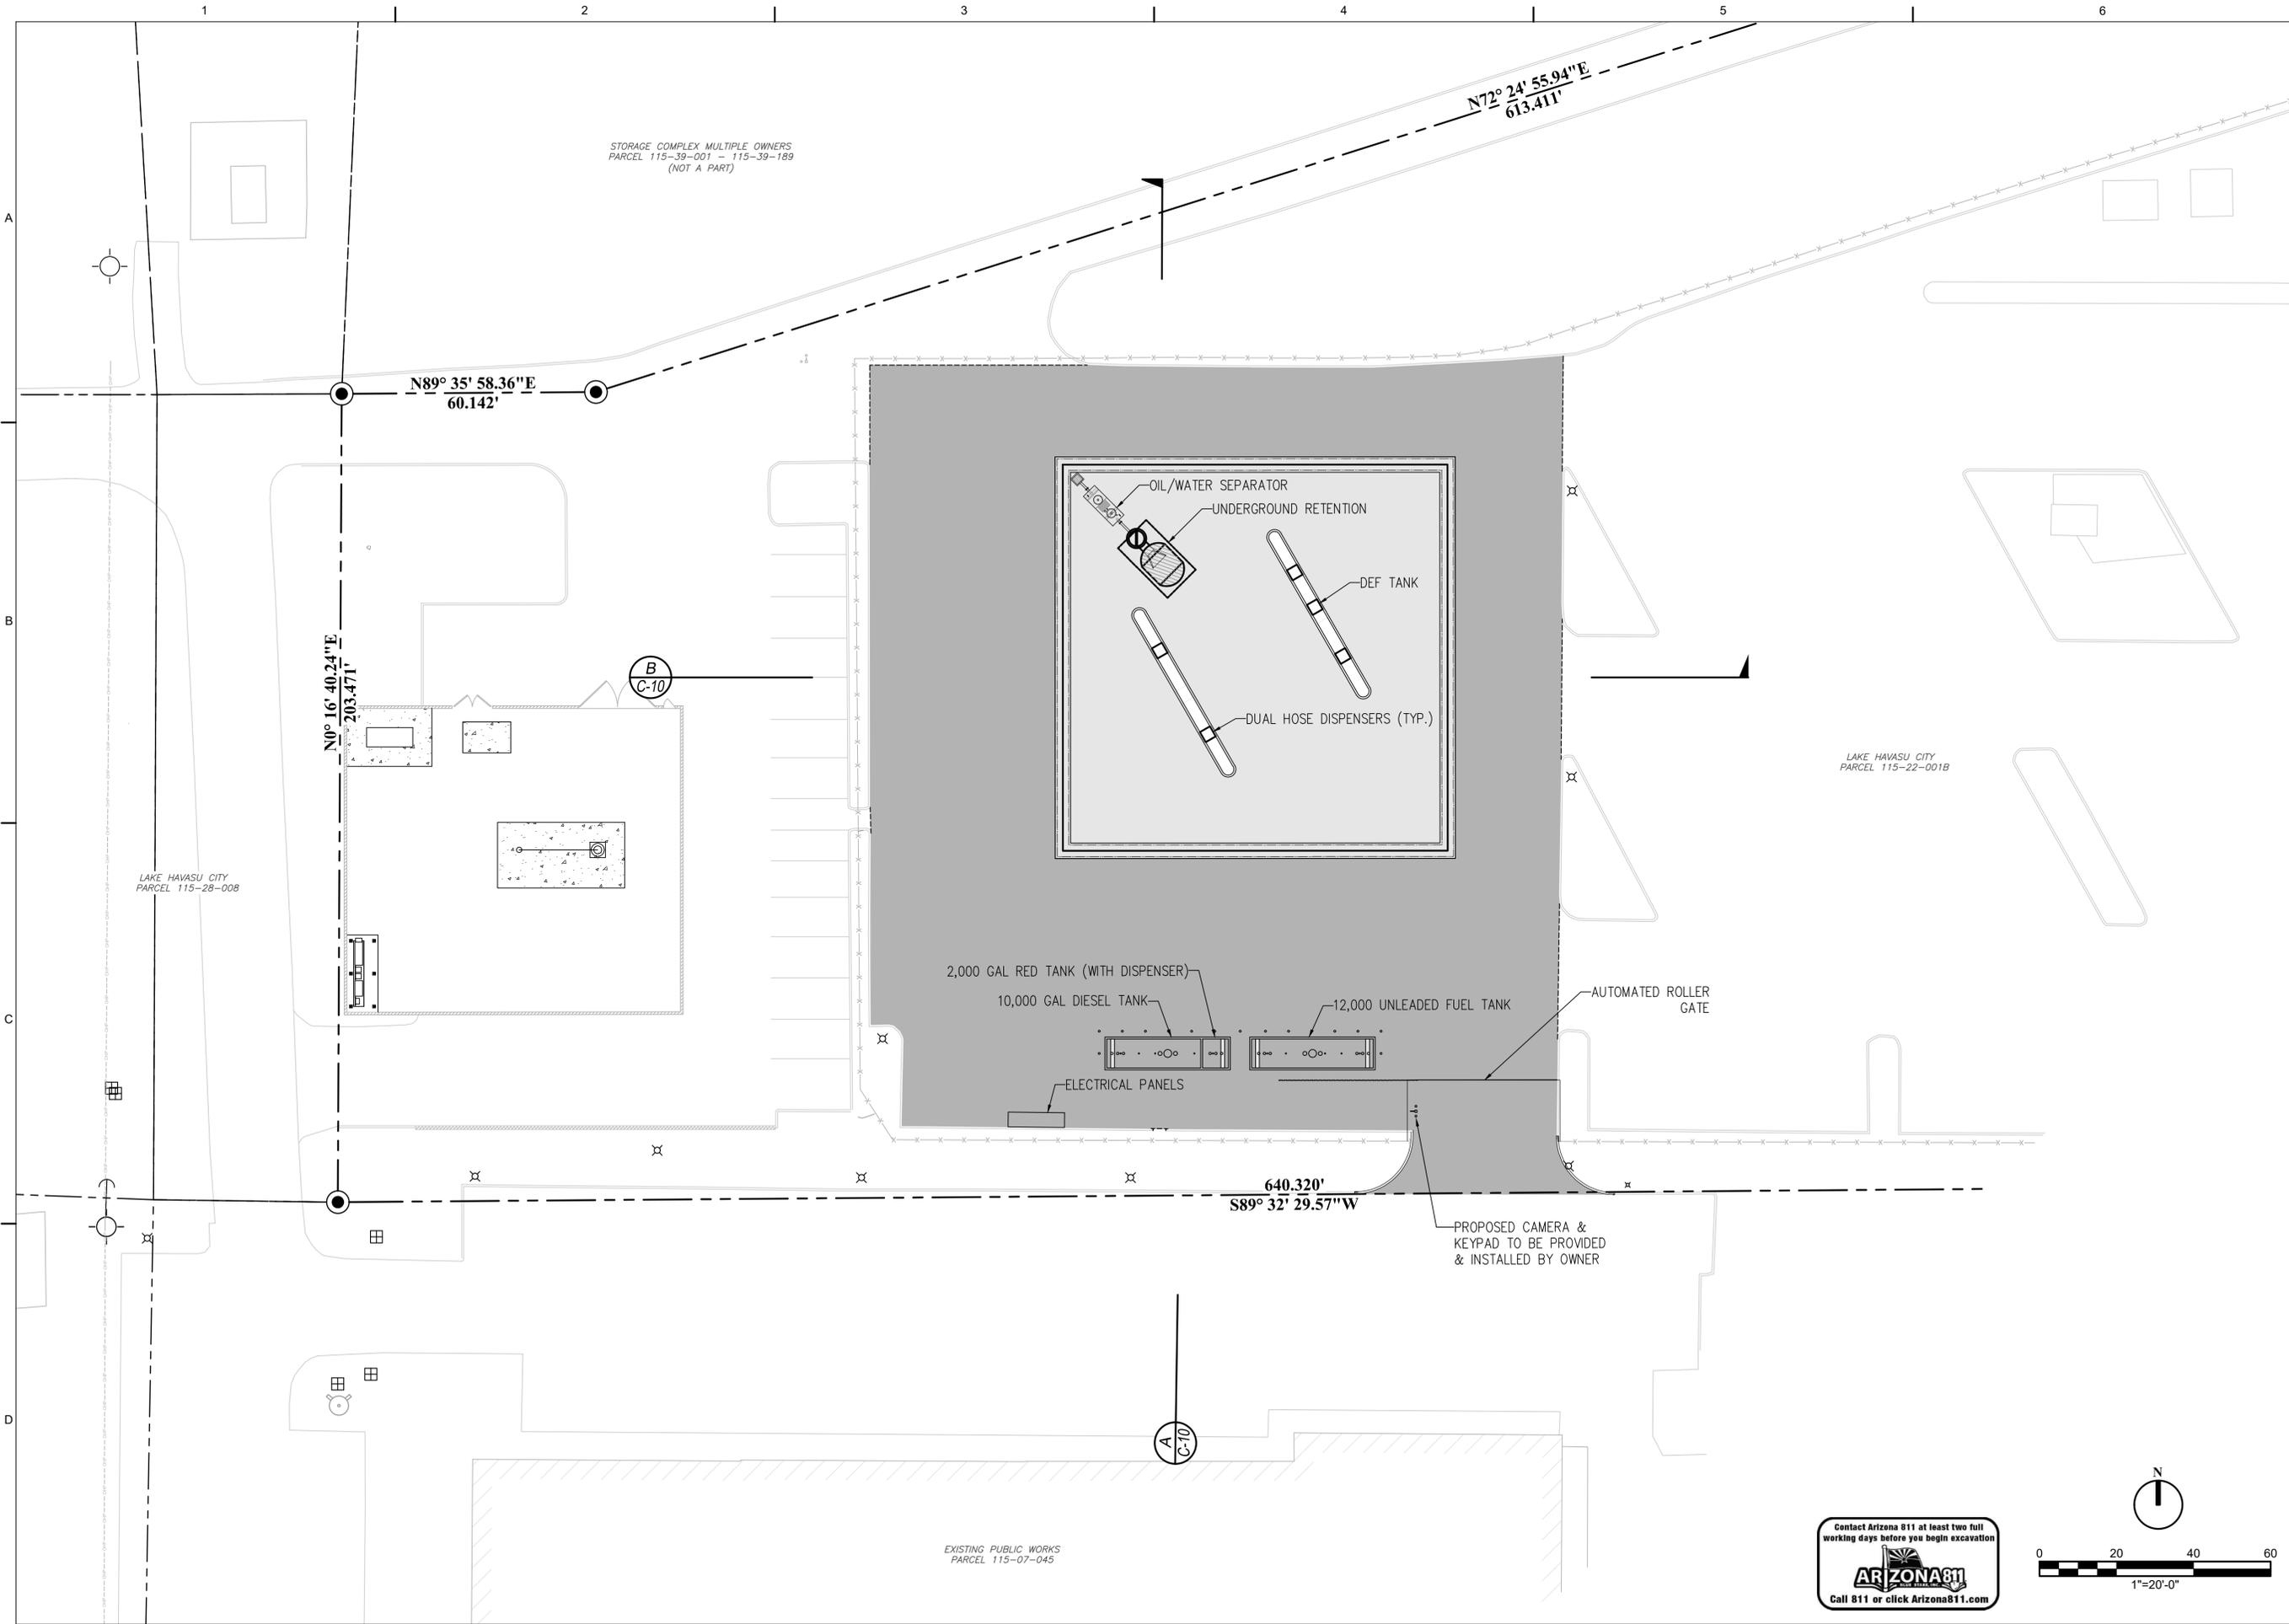 1 2 3 4 5 6
A
B
C
D
STORAGE COMPLEX MULTIPLE OWNERS
PARCEL 115-39-001 - 115-39-189
(NOT A PART)
N72° 24' 55.94"E
613.411'
N89° 35' 58.36"E
60.142'
OIL/WATER SEPARATOR
UNDERGROUND RETENTION
DEF TANK
DUAL HOSE DISPENSERS (TYP.)
N0° 16' 40.24"E
203.471'
B
C-10
LAKE HAVASU CITY
PARCEL 115-22-001B
LAKE HAVASU CITY
PARCEL 115-28-008
2,000 GAL RED TANK (WITH DISPENSER)
10,000 GAL DIESEL TANK
12,000 UNLEADED FUEL TANK
AUTOMATED ROLLER
GATE
ELECTRICAL PANELS
640.320'
S89° 32' 29.57"W
PROPOSED CAMERA &
KEYPAD TO BE PROVIDED
& INSTALLED BY OWNER
A
C-10
EXISTING PUBLIC WORKS
PARCEL 115-07-045
Contact Arizona 811 at least two full
working days before you begin excavation
ARIZONA811
Call 811 or click Arizona811.com
N
0 20 40 60
1"=20'-0"